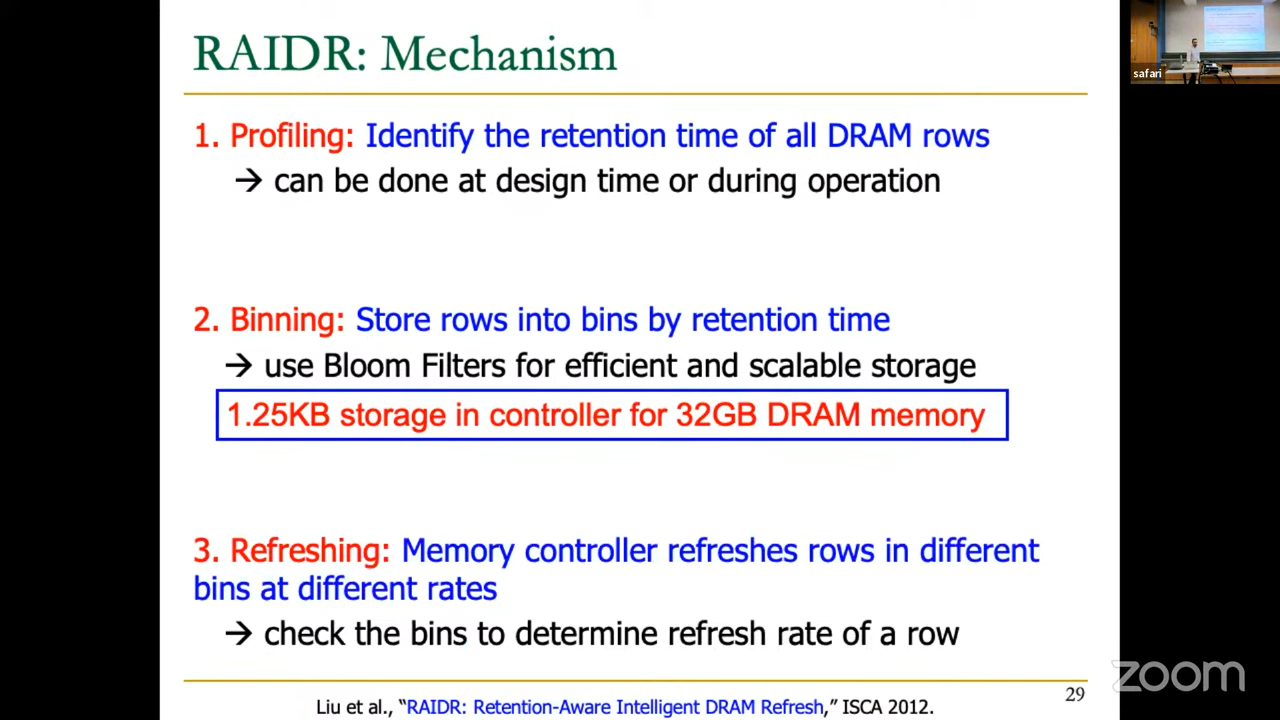 RAIDR: Mechanism
safari
1. Profiling: Identify the retention time of all DRAM rows
→ can be done at design time or during operation
2. Binning: Store rows into bins by retention time
→ use Bloom Filters for efficient and scalable storage
1.25KB storage in controller for 32GB DRAM memory
3. Refreshing: Memory controller refreshes rows in different
bins at different rates
→ check the bins to determine refresh rate of a row
zoom
29
Liu et al., “RAIDR: Retention-Aware Intelligent DRAM Refresh,” ISCA 2012.